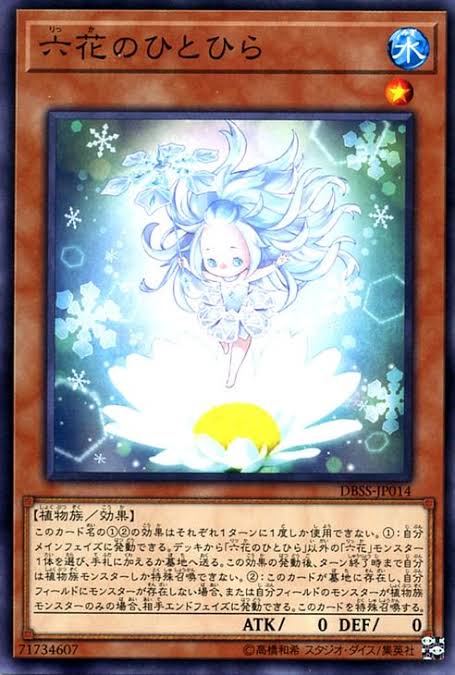 六花のひとひら
水
DBSS-JP014
【植物族/効果】
このカード名の①②の効果はそれぞれ1ターンに1度しか使用できない。①:自分
メインフェイズに発動できる。デッキから「六花のひとひら」以外の「六花」モンスター
1体を選び、手札に加えるか墓地へ送る。この効果の発動後、ターン終了時まで自分
は植物族モンスターしか特殊召喚できない。②:このカードが墓地に存在し、自分
フィールドにモンスターが存在しない場合、または自分フィールドのモンスターが植物族
モンスターのみの場合、相手エンドフェイズに発動できる。このカードを特殊召喚する。
ATK/ 0 DEF/ 0
71734607
©高橋和希 スタジオ・ダイス/集英社